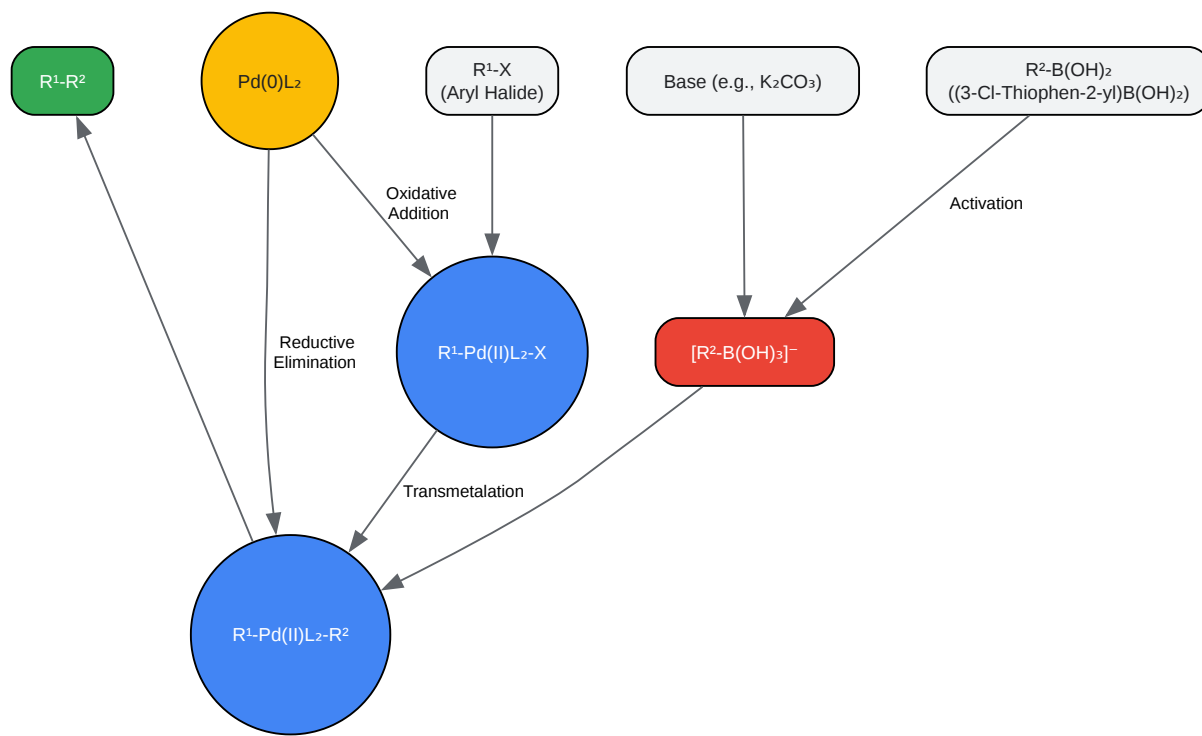 R¹-R²
Pd(0)L₂
R¹-X
(Aryl Halide)
Base (e.g., K₂CO₃)
R²-B(OH)₂
((3-Cl-Thiophen-2-yl)B(OH)₂)
Oxidative
Addition
Activation
Reductive
Elimination
R¹-Pd(II)L₂-X
[R²-B(OH)₃]⁻
Transmetalation
R¹-Pd(II)L₂-R²